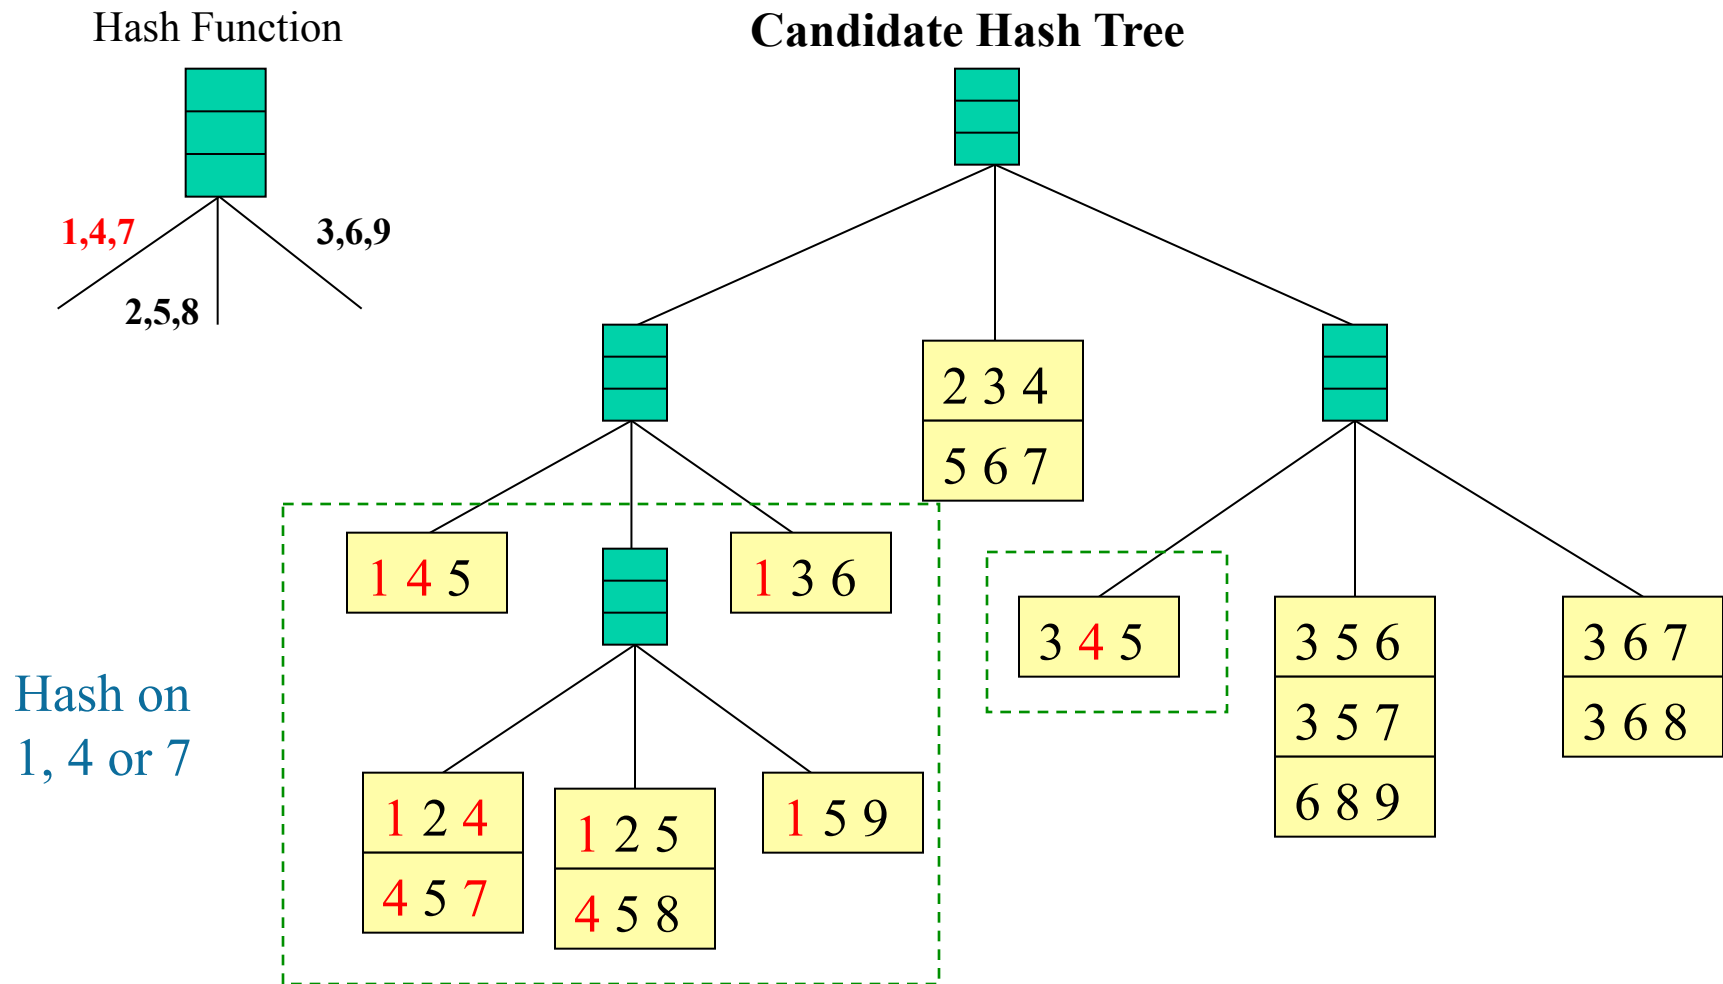 Hash Function
Candidate Hash Tree
1,4,7
3,6,9
2,5,8
2 3 4
5 6 7
1 4 5
1 3 6
3 4 5
3 5 6
3 6 7
3 5 7
3 6 8
6 8 9
Hash on
1, 4 or 7
1 2 4
1 2 5
1 5 9
4 5 7
4 5 8